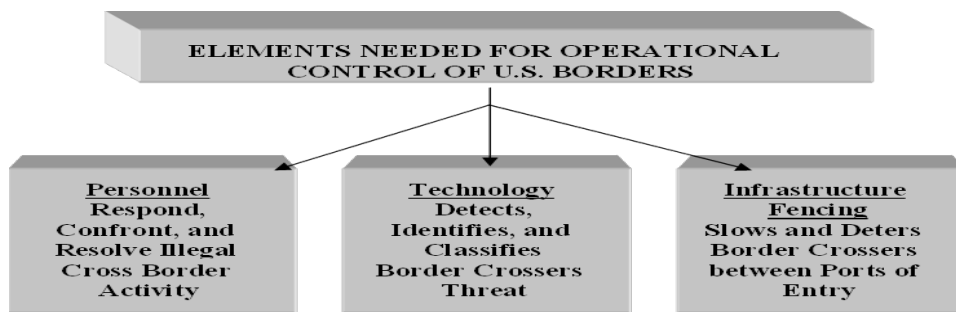 ELEMENTS NEEDED FOR OPERATIONAL
CONTROL OF U.S. BORDERS
Personnel
Respond,
Confront, and
Resolve Illegal
Cross Border
Activity
Technology
Detects,
Identifies, and
Classifies
Border Crossers
Threat
Infrastructure
Fencing
Slows and Deters
Border Crossers
between Ports of
Entry